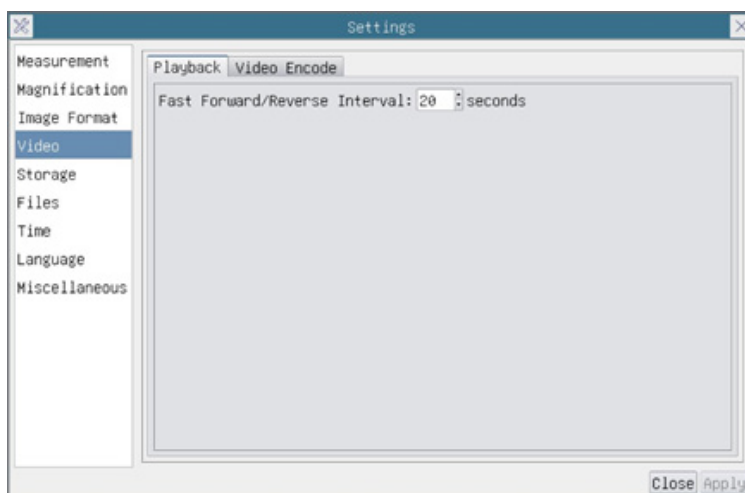 Settings
Measurement
Magnification
Image Format
Video
Storage
Files
Time
Language
Miscellaneous
Playback Video Encode
Fast Forward/Reverse Interval: 20 seconds
Close Apply